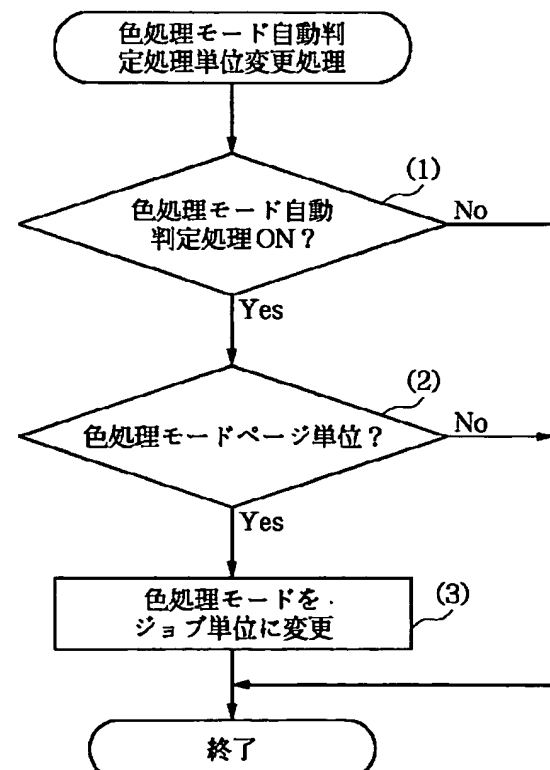 色処理モード自動判
定処理単位変更処理
(1)
色処理モード自動
判定処理ON？
No
Yes
(2)
色処理モードページ単位？
No
Yes
(3)
色処理モードを
ジョブ単位に変更
終了